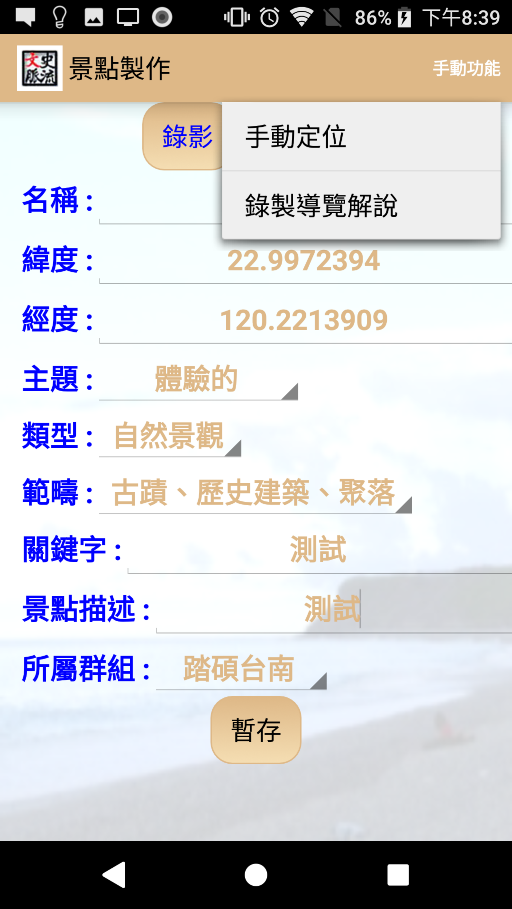 86% 下午8:39
文史脈流 景點製作 手動功能
錄影
手動定位
錄製導覽解說
名稱 :
緯度 : 22.9972394
經度 : 120.2213909
主題 : 體驗的
類型 : 自然景觀
範疇 : 古蹟、歷史建築、聚落
關鍵字 : 測試
景點描述 : 測試
所屬群組 : 踏碩台南
暫存